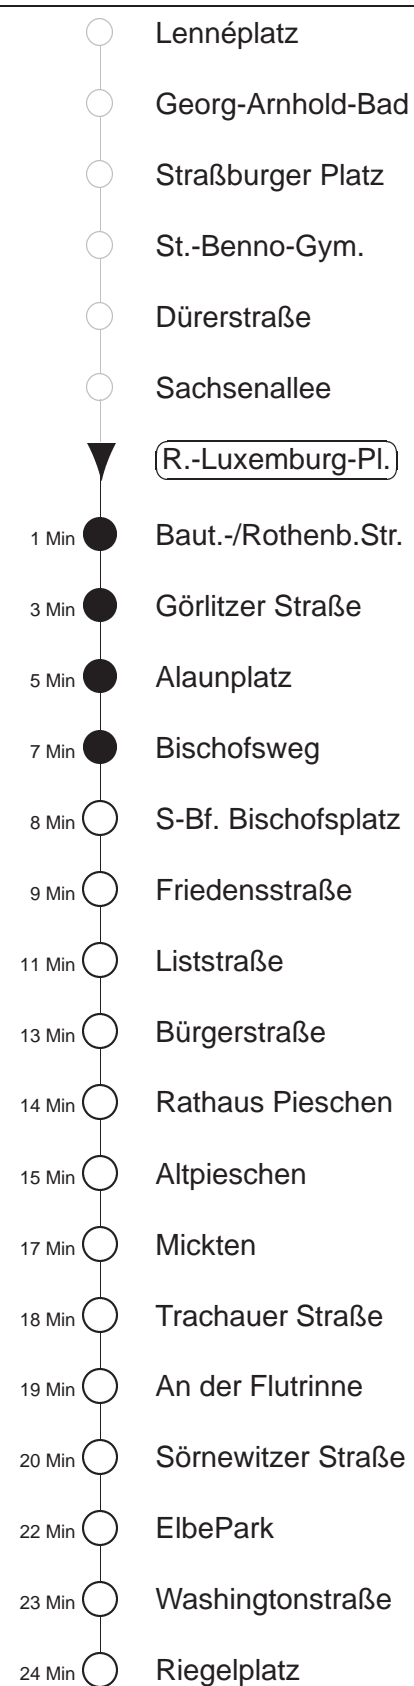 Lennéplatz
Georg-Arnhold-Bad
Straßburger Platz
St.-Benno-Gym.
Dürerstraße
Sachsenallee
R.-Luxemburg-Pl.
1 Min Baut.-/Rothenb.Str.
3 Min Görlitzer Straße
5 Min Alaunplatz
7 Min Bischofsweg
8 Min S-Bf. Bischofsplatz
9 Min Friedensstraße
11 Min Liststraße
13 Min Bürgerstraße
14 Min Rathaus Pieschen
15 Min Altpieschen
17 Min Mickten
18 Min Trachauer Straße
19 Min An der Flutrinne
20 Min Sörnewitzer Straße
22 Min ElbePark
23 Min Washingtonstraße
24 Min Riegelplatz